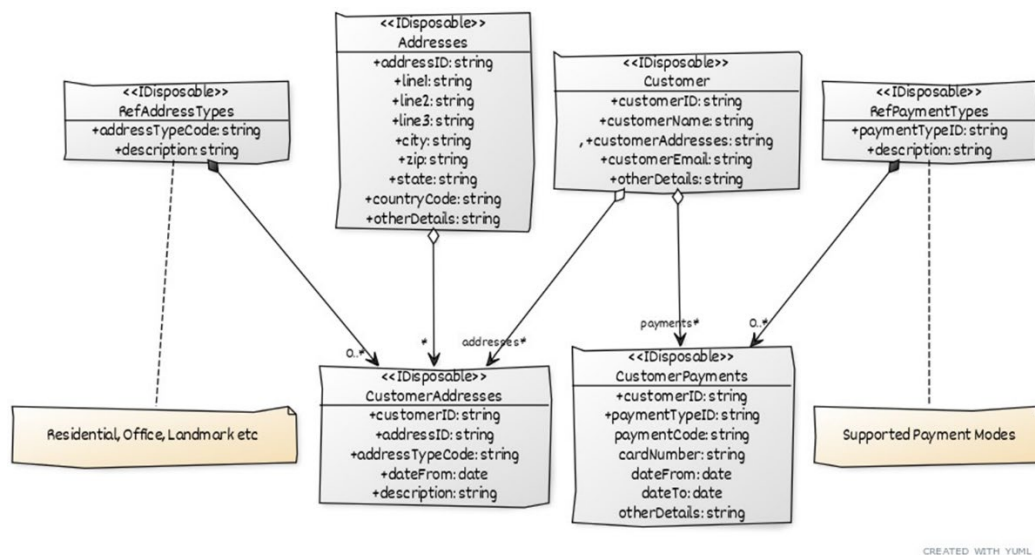 <<IDisposable>>
RefAddressTypes
+addressTypeCode: string
+description: string
<<IDisposable>>
Addresses
+addressID: string
+line1: string
+line2: string
+line3: string
+city: string
+zip: string
+state: string
+countryCode: string
+otherDetails: string
<<IDisposable>>
Customer
+customerID: string
+customerName: string
,+customerAddresses: string
+customerEmail: string
+otherDetails: string
<<IDisposable>>
RefPaymentTypes
+paymentTypeID: string
+description: string
0..*
*
addresses*
payments*
0..*
Residential, Office, Landmark etc
<<IDisposable>>
CustomerAddresses
+customerID: string
+addressID: string
+addressTypeCode: string
+dateFrom: date
+description: string
<<IDisposable>>
CustomerPayments
+customerID: string
+paymentTypeID: string
paymentCode: string
cardNumber: string
dateFrom: date
dateTo: date
otherDetails: string
Supported Payment Modes
CREATED WITH YUML